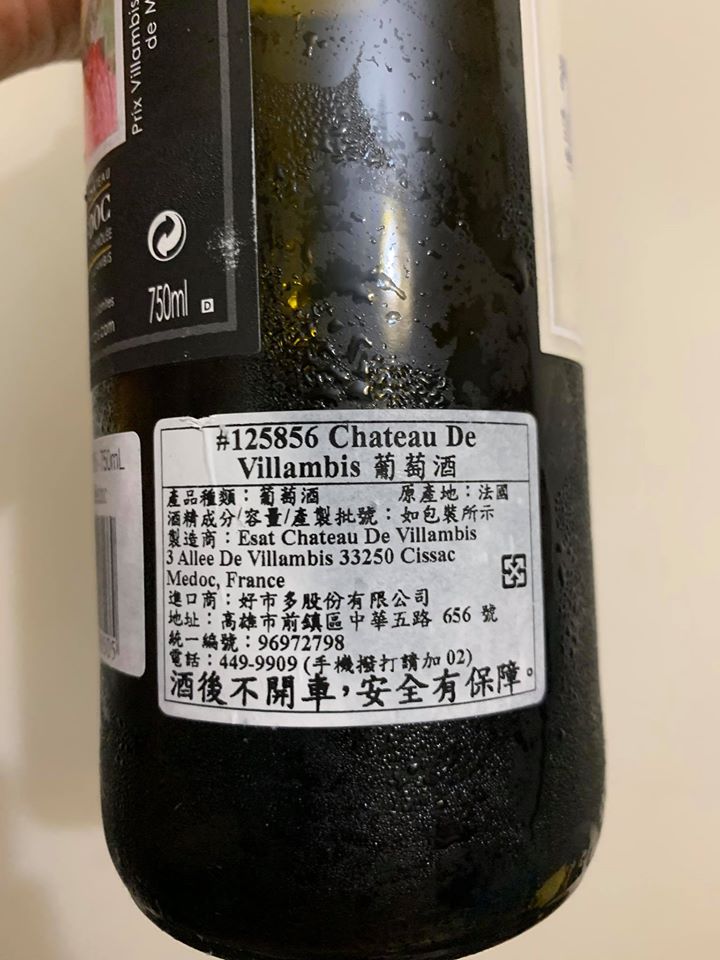 Prix Villambis
de M
DOC
750ml
D
.com
750mL
#125856 Chateau De
Villambis 葡萄酒
產品種類：葡萄酒 原產地：法國
酒精成分/容量/產製批號：如包裝所示
製造商：Esat Chateau De Villambis
3 Allee De Villambis 33250 Cissac
Medoc, France
進口商：好市多股份有限公司
地址：高雄市前鎮區中華五路 656 號
統一編號：96972798
電話：449-9909 (手機撥打請加 02)
酒後不開車，安全有保障。